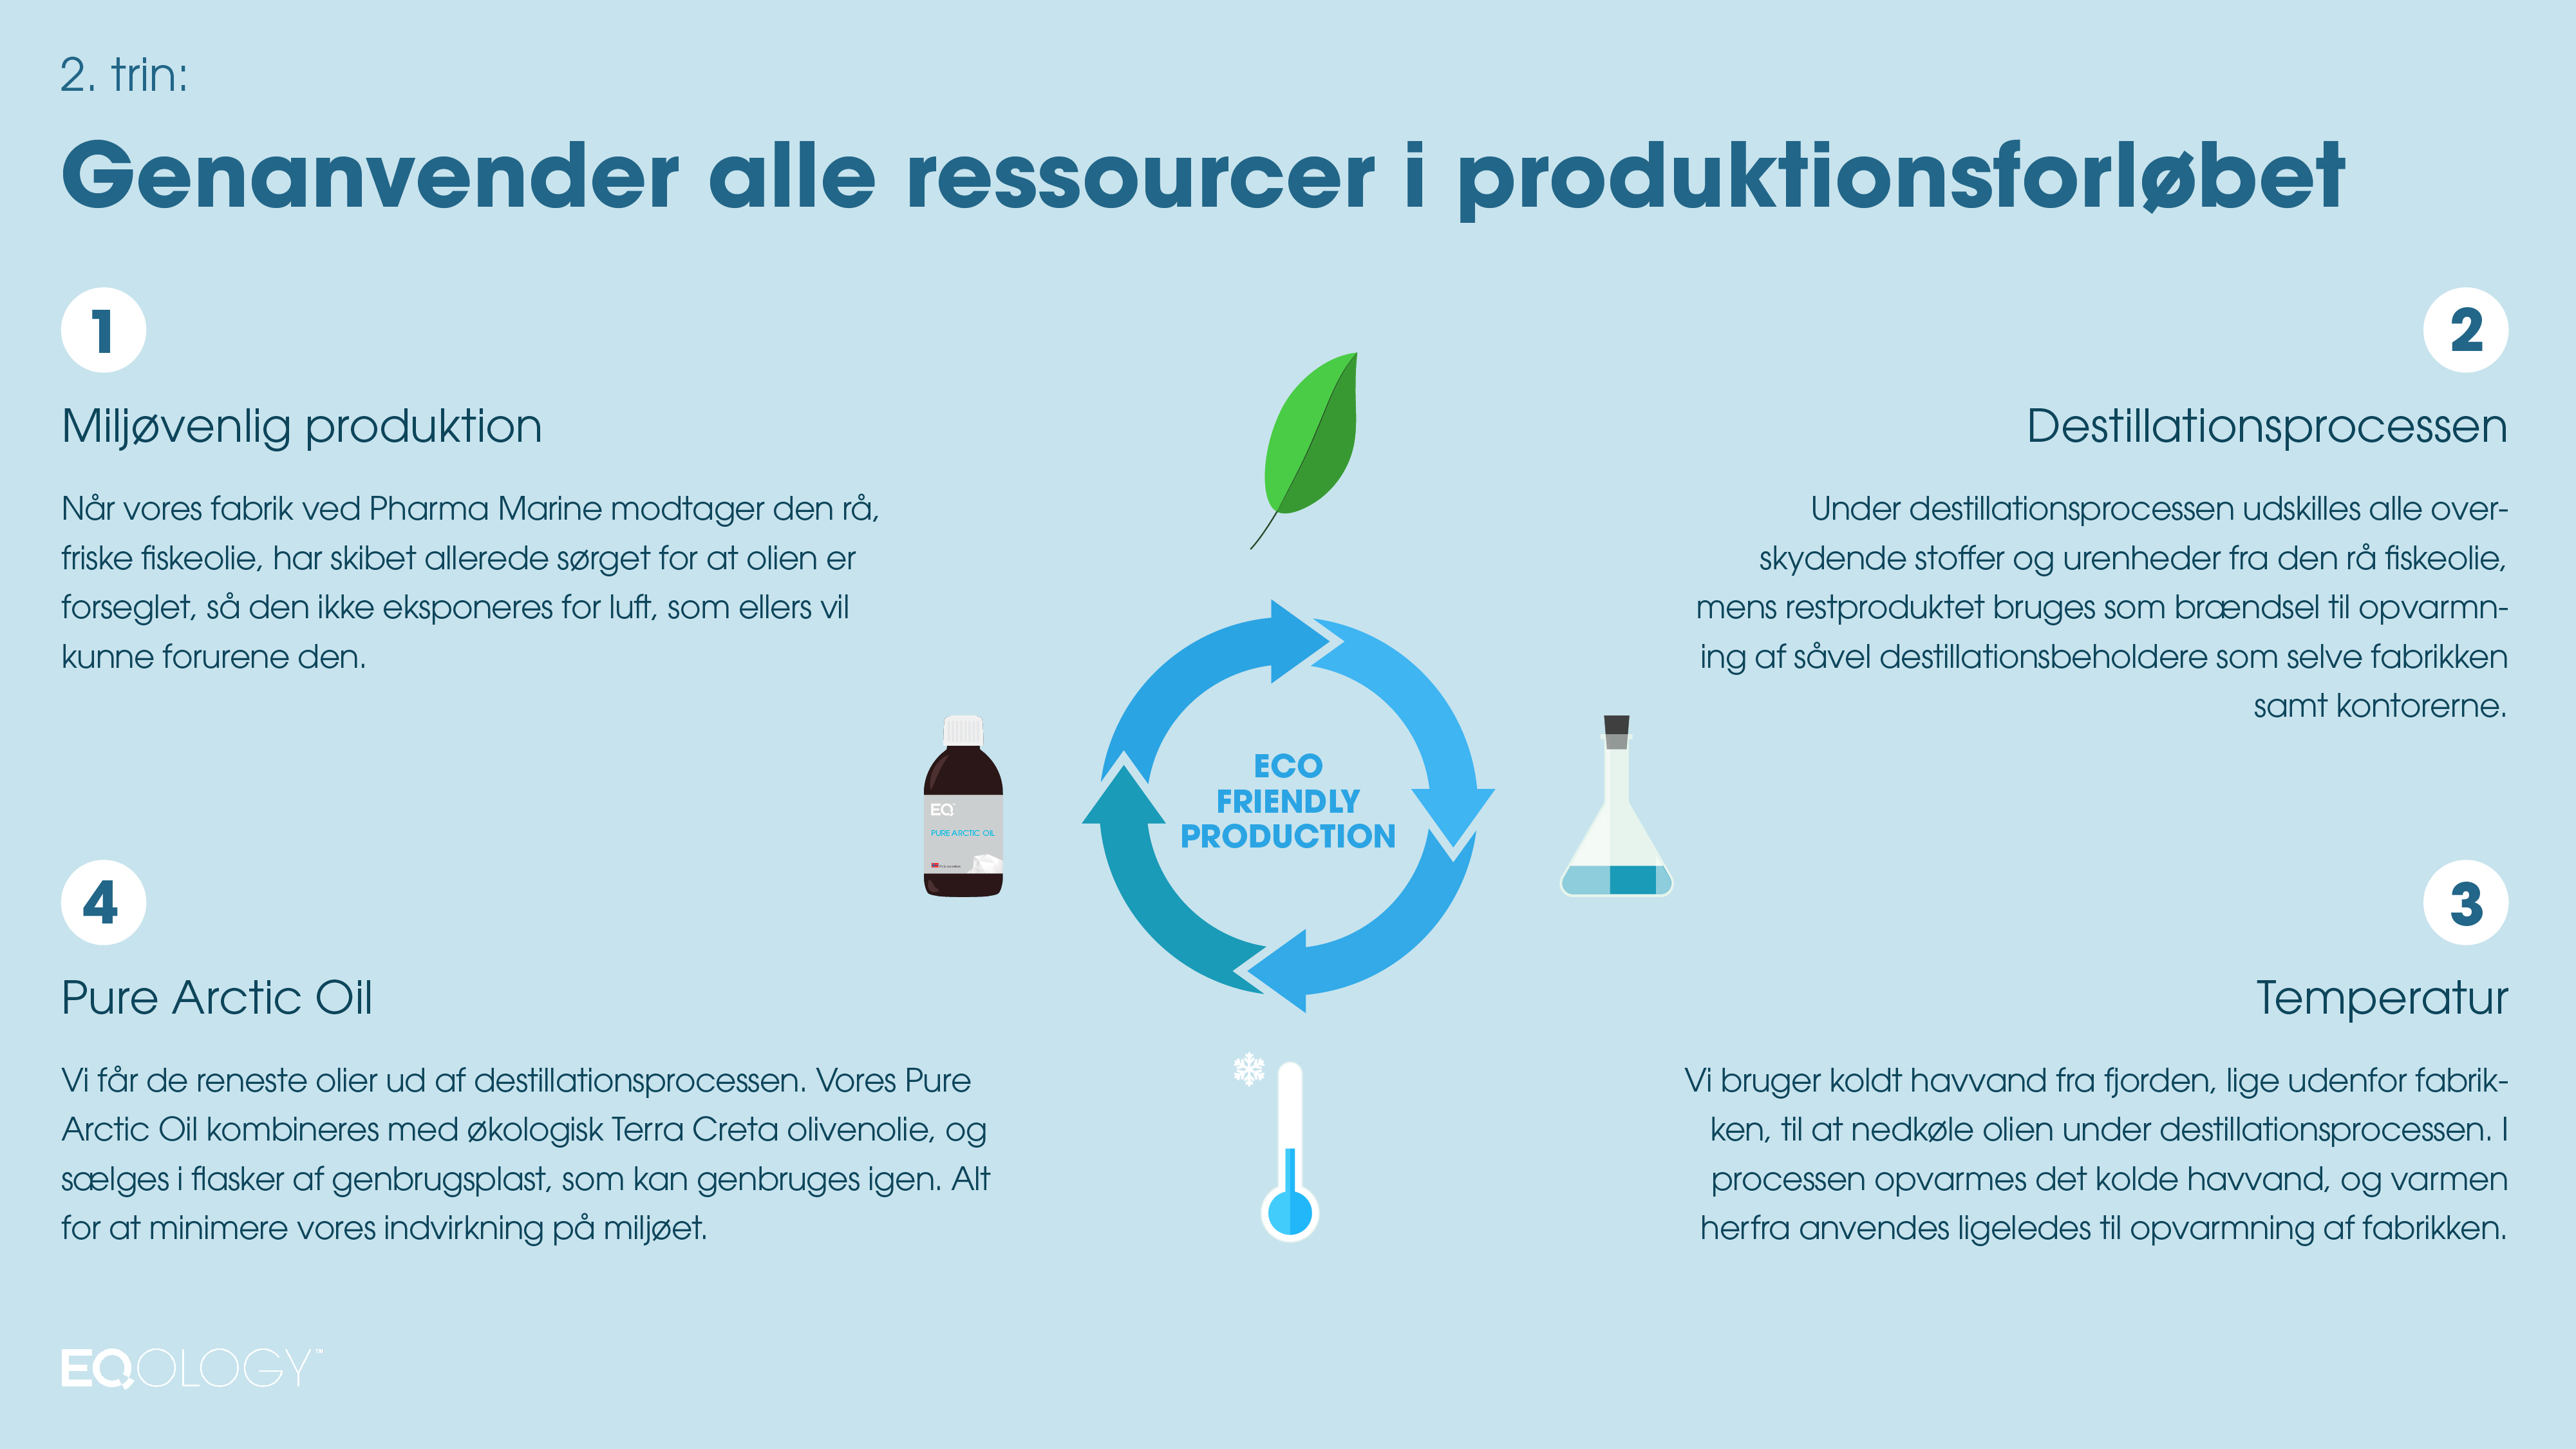 2. trin:
Genanvender alle ressourcer i produktionsforløbet
1
Miljøvenlig produktion
Når vores fabrik ved Pharma Marine modtager den rå,
friske fiskeolie, har skibet allerede sørget for at olien er
forseglet, så den ikke eksponeres for luft, som ellers vil
kunne forurene den.
2
Destillationsprocessen
Under destillationsprocessen udskilles alle over-
skydende stoffer og urenheder fra den rå fiskeolie,
mens restproduktet bruges som brændsel til opvarmn-
ing af såvel destillationsbeholdere som selve fabrikken
samt kontorerne.
ECO
FRIENDLY
PRODUCTION
EQ
PURE ARCTIC OIL
3
Temperatur
Vi bruger koldt havvand fra fjorden, lige udenfor fabrik-
ken, til at nedkøle olien under destillationsprocessen. I
processen opvarmes det kolde havvand, og varmen
herfra anvendes ligeledes til opvarmning af fabrikken.
4
Pure Arctic Oil
Vi får de reneste olier ud af destillationsprocessen. Vores Pure
Arctic Oil kombineres med økologisk Terra Creta olivenolie, og
sælges i flasker af genbrugsplast, som kan genbruges igen. Alt
for at minimere vores indvirkning på miljøet.
EQOLOGY™